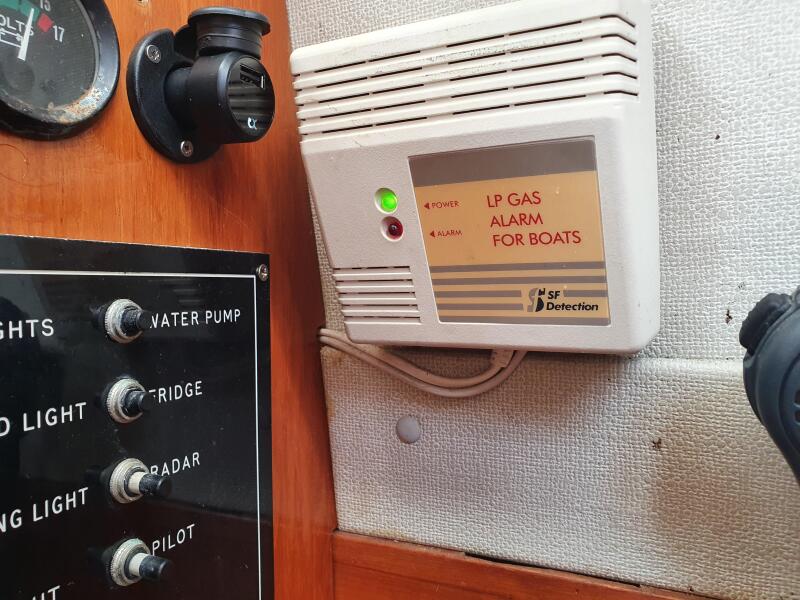 15
17
VOLTS
POWER
LP GAS
ALARM
ALARM
FOR BOATS
SF
Detection
GHTS
WATER PUMP
D LIGHT
FRIDGE
NG LIGHT
RADAR
PILOT